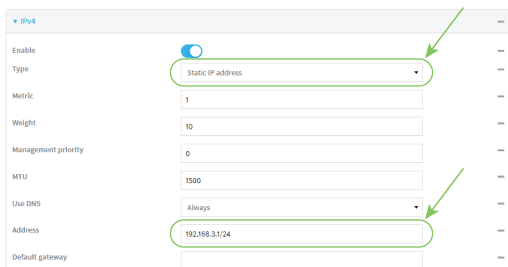 ▾ IPv4
Enable
Type Static IP address
Metric 1
Weight 10
Management priority 0
MTU 1500
Use DNS Always
Address 192.168.3.1/24
Default gateway